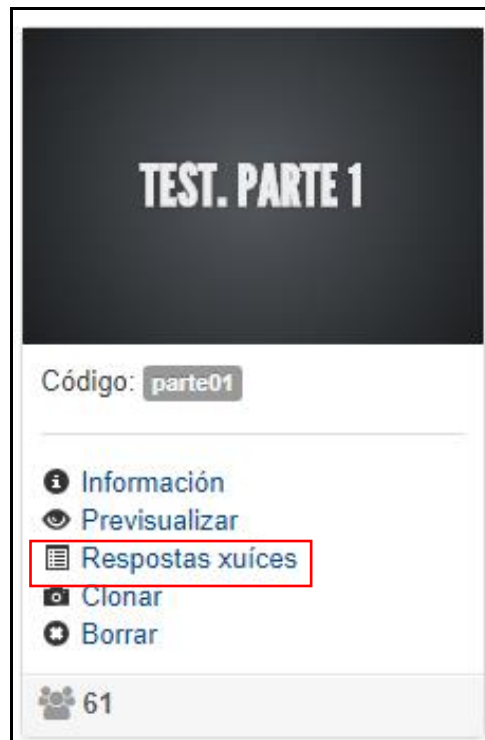 TEST. PARTE 1
Código: parte01
Información
Previsualizar
Respostas xuíces
Clonar
Borrar
61